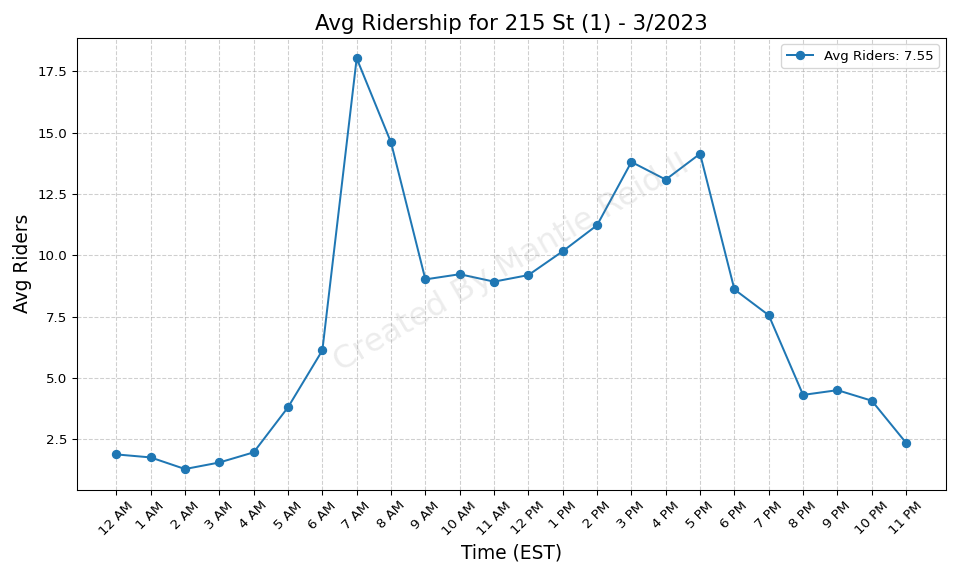 Avg Ridership for 215 St (1) - 3/2023
Avg Riders: 7.55
17.5
15.0
12.5
10.0
7.5
5.0
2.5
Avg Riders
Created By Mantie Reid II
12 AM
1 AM
2 AM
3 AM
4 AM
5 AM
6 AM
7 AM
8 AM
9 AM
10 AM
11 AM
12 PM
1 PM
2 PM
3 PM
4 PM
5 PM
6 PM
7 PM
8 PM
9 PM
10 PM
11 PM
Time (EST)